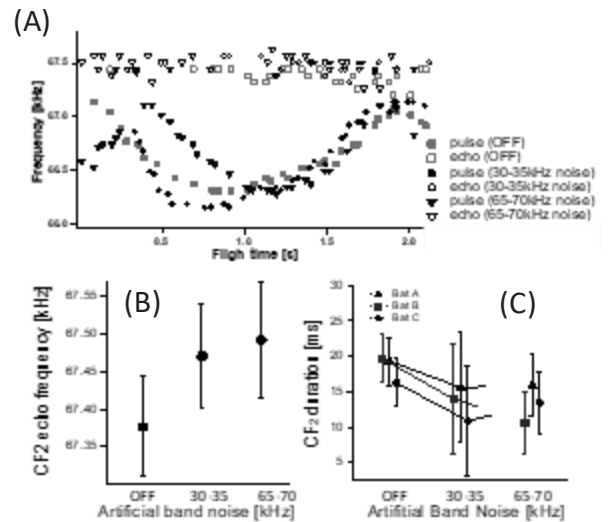 (A)
67.5
67.0
66.5
66.0
Frequency [kHz]
0.5
1.0
1.5
2.0
Fligh time [s]
pulse (OFF)
echo (OFF)
pulse (30-35kHz noise)
echo (30-35kHz noise)
pulse (65-70kHz noise)
echo (65-70kHz noise)
(B)
67.55
67.50
67.45
67.40
67.35
CF2 echo frequency [kHz]
OFF
30-35
65-70
Artificial band noise [kHz]
(C)
30
25
20
15
10
5
CF2 duration [ms]
Bat A
Bat B
Bat C
OFF
30-35
65-70
Artifitial Band Noise [kHz]